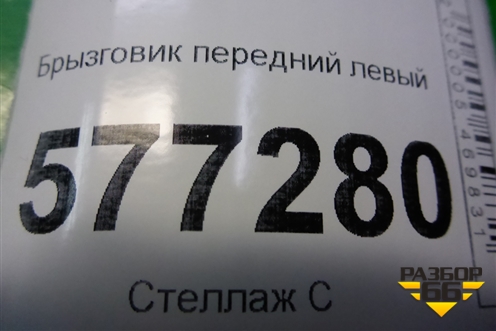 Брызговик передний левый
577280
Стеллаж С
РАЗБОР
66